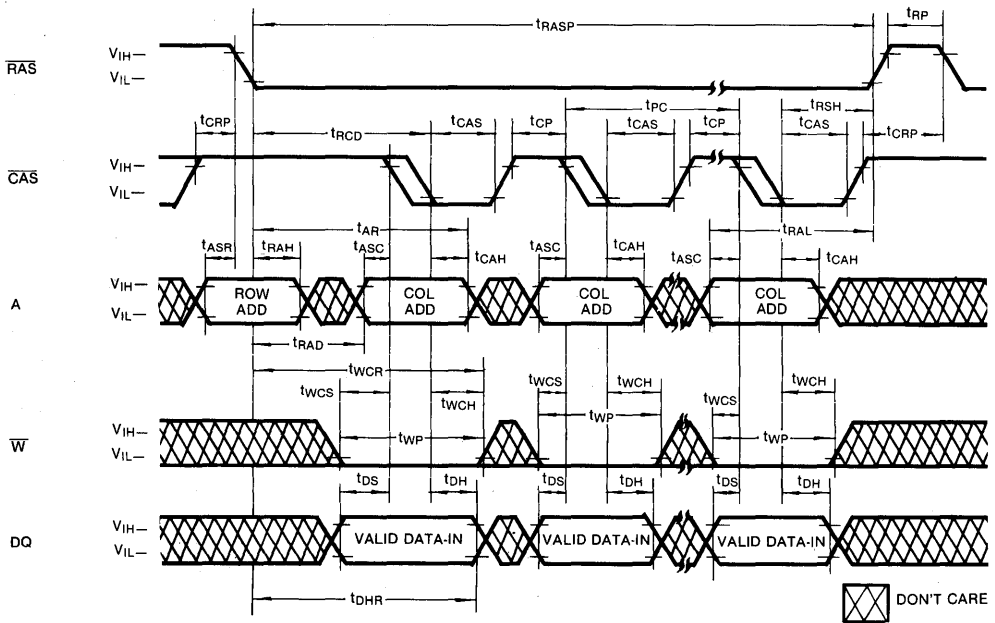 tRASP tRP
RAS VIH—
VIL—
tPC tRSH
tCRP tRCD tCAS tCP tCAS tCP tCAS tCRP
CAS VIH—
VIL—
tAR tRAL
tASR tRAH tASC tCAH tASC tCAH tASC tCAH
A VIH—
VIL—
ROW ADD COL ADD COL ADD COL ADD
tRAD
tWCR
tWCS tWCH tWCS tWCH tWCS tWCH
tWP tWP tWP
W VIH—
VIL—
tDS tDH tDS tDH tDS tDH
DQ VIH—
VIL—
VALID DATA-IN VALID DATA-IN VALID DATA-IN
tDHR
DON'T CARE